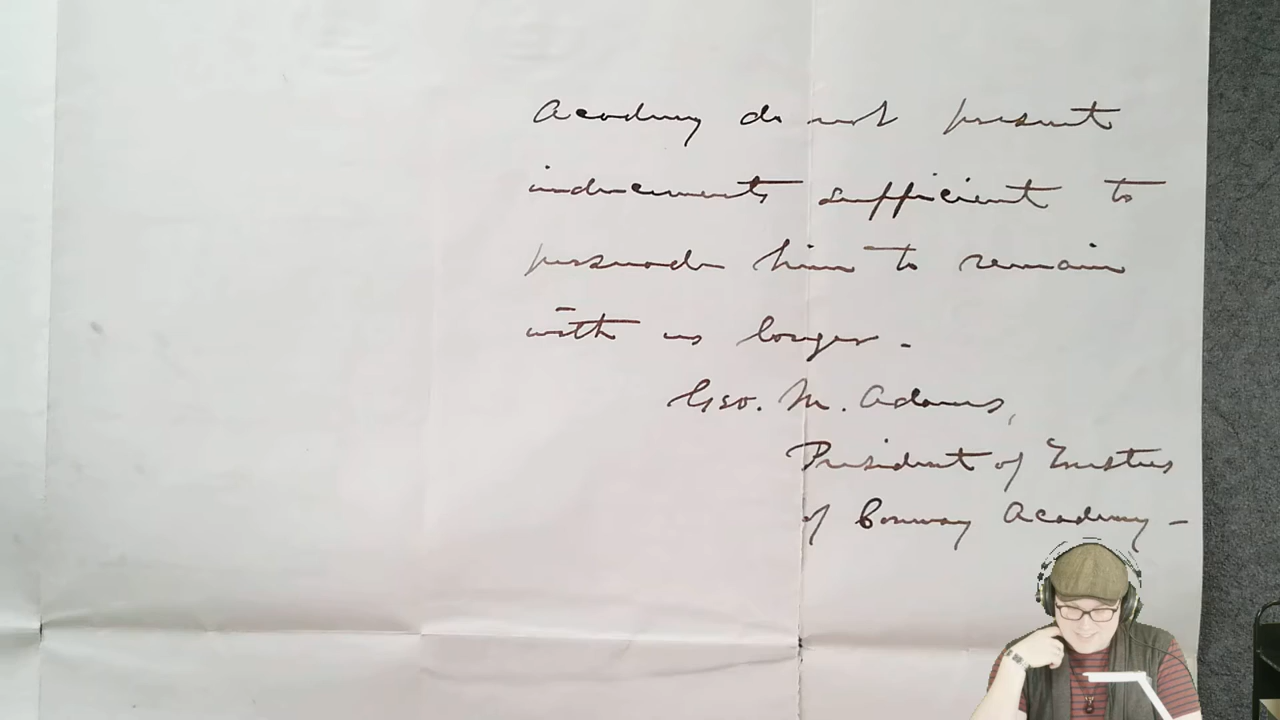 Academy do not present
inducements sufficient to
persuade him to remain
with us longer.
Geo. M. Adams,
President of Trustees
of Conway Academy –